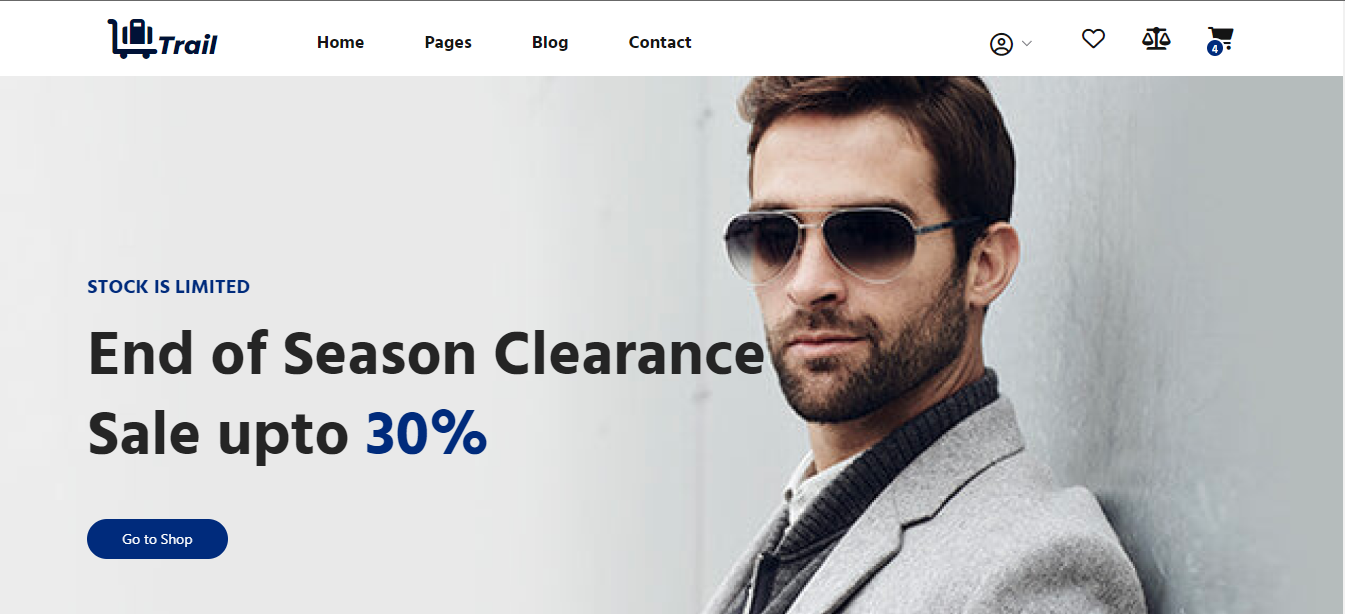 Trail
Home Pages Blog Contact
4
STOCK IS LIMITED
End of Season Clearance
Sale upto 30%
Go to Shop